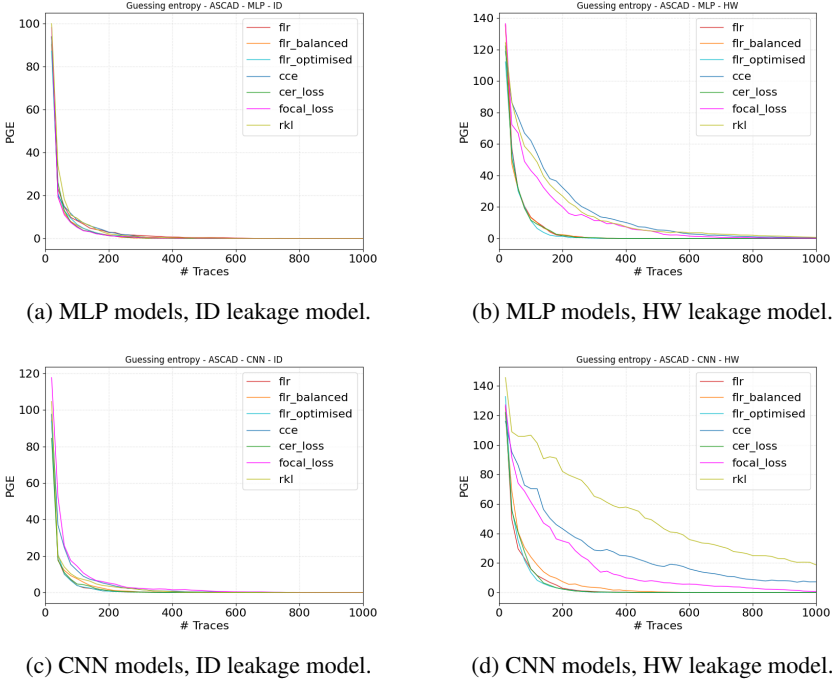 Guessing entropy - ASCAD - MLP - ID
100
80
60
40
20
0
PGE
flr
flr_balanced
flr_optimised
cce
cer_loss
focal_loss
rkl
0 200 400 600 800 1000
# Traces
(a) MLP models, ID leakage model.
Guessing entropy - ASCAD - MLP - HW
140
120
100
80
60
40
20
0
PGE
flr
flr_balanced
flr_optimised
cce
cer_loss
focal_loss
rkl
0 200 400 600 800 1000
# Traces
(b) MLP models, HW leakage model.
Guessing entropy - ASCAD - CNN - ID
120
100
80
60
40
20
0
PGE
flr
flr_balanced
flr_optimised
cce
cer_loss
focal_loss
rkl
0 200 400 600 800 1000
# Traces
(c) CNN models, ID leakage model.
Guessing entropy - ASCAD - CNN - HW
140
120
100
80
60
40
20
0
PGE
flr
flr_balanced
flr_optimised
cce
cer_loss
focal_loss
rkl
0 200 400 600 800 1000
# Traces
(d) CNN models, HW leakage model.